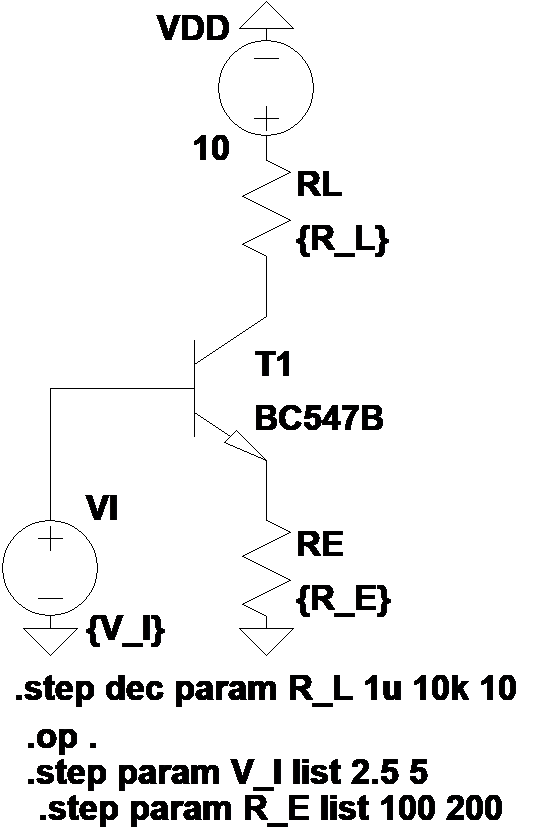 VDD
10
RL
{R_L}
T1
BC547B
VI
{V_I}
RE
{R_E}
.step dec param R_L 1u 10k 10
.op .
.step param V_I list 2.5 5
.step param R_E list 100 200